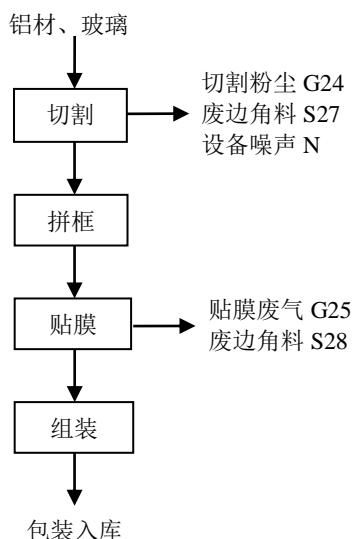 铝材、玻璃
切割
切割粉尘 G24
废边角料 S27
设备噪声 N
拼框
贴膜
贴膜废气 G25
废边角料 S28
组装
包装入库